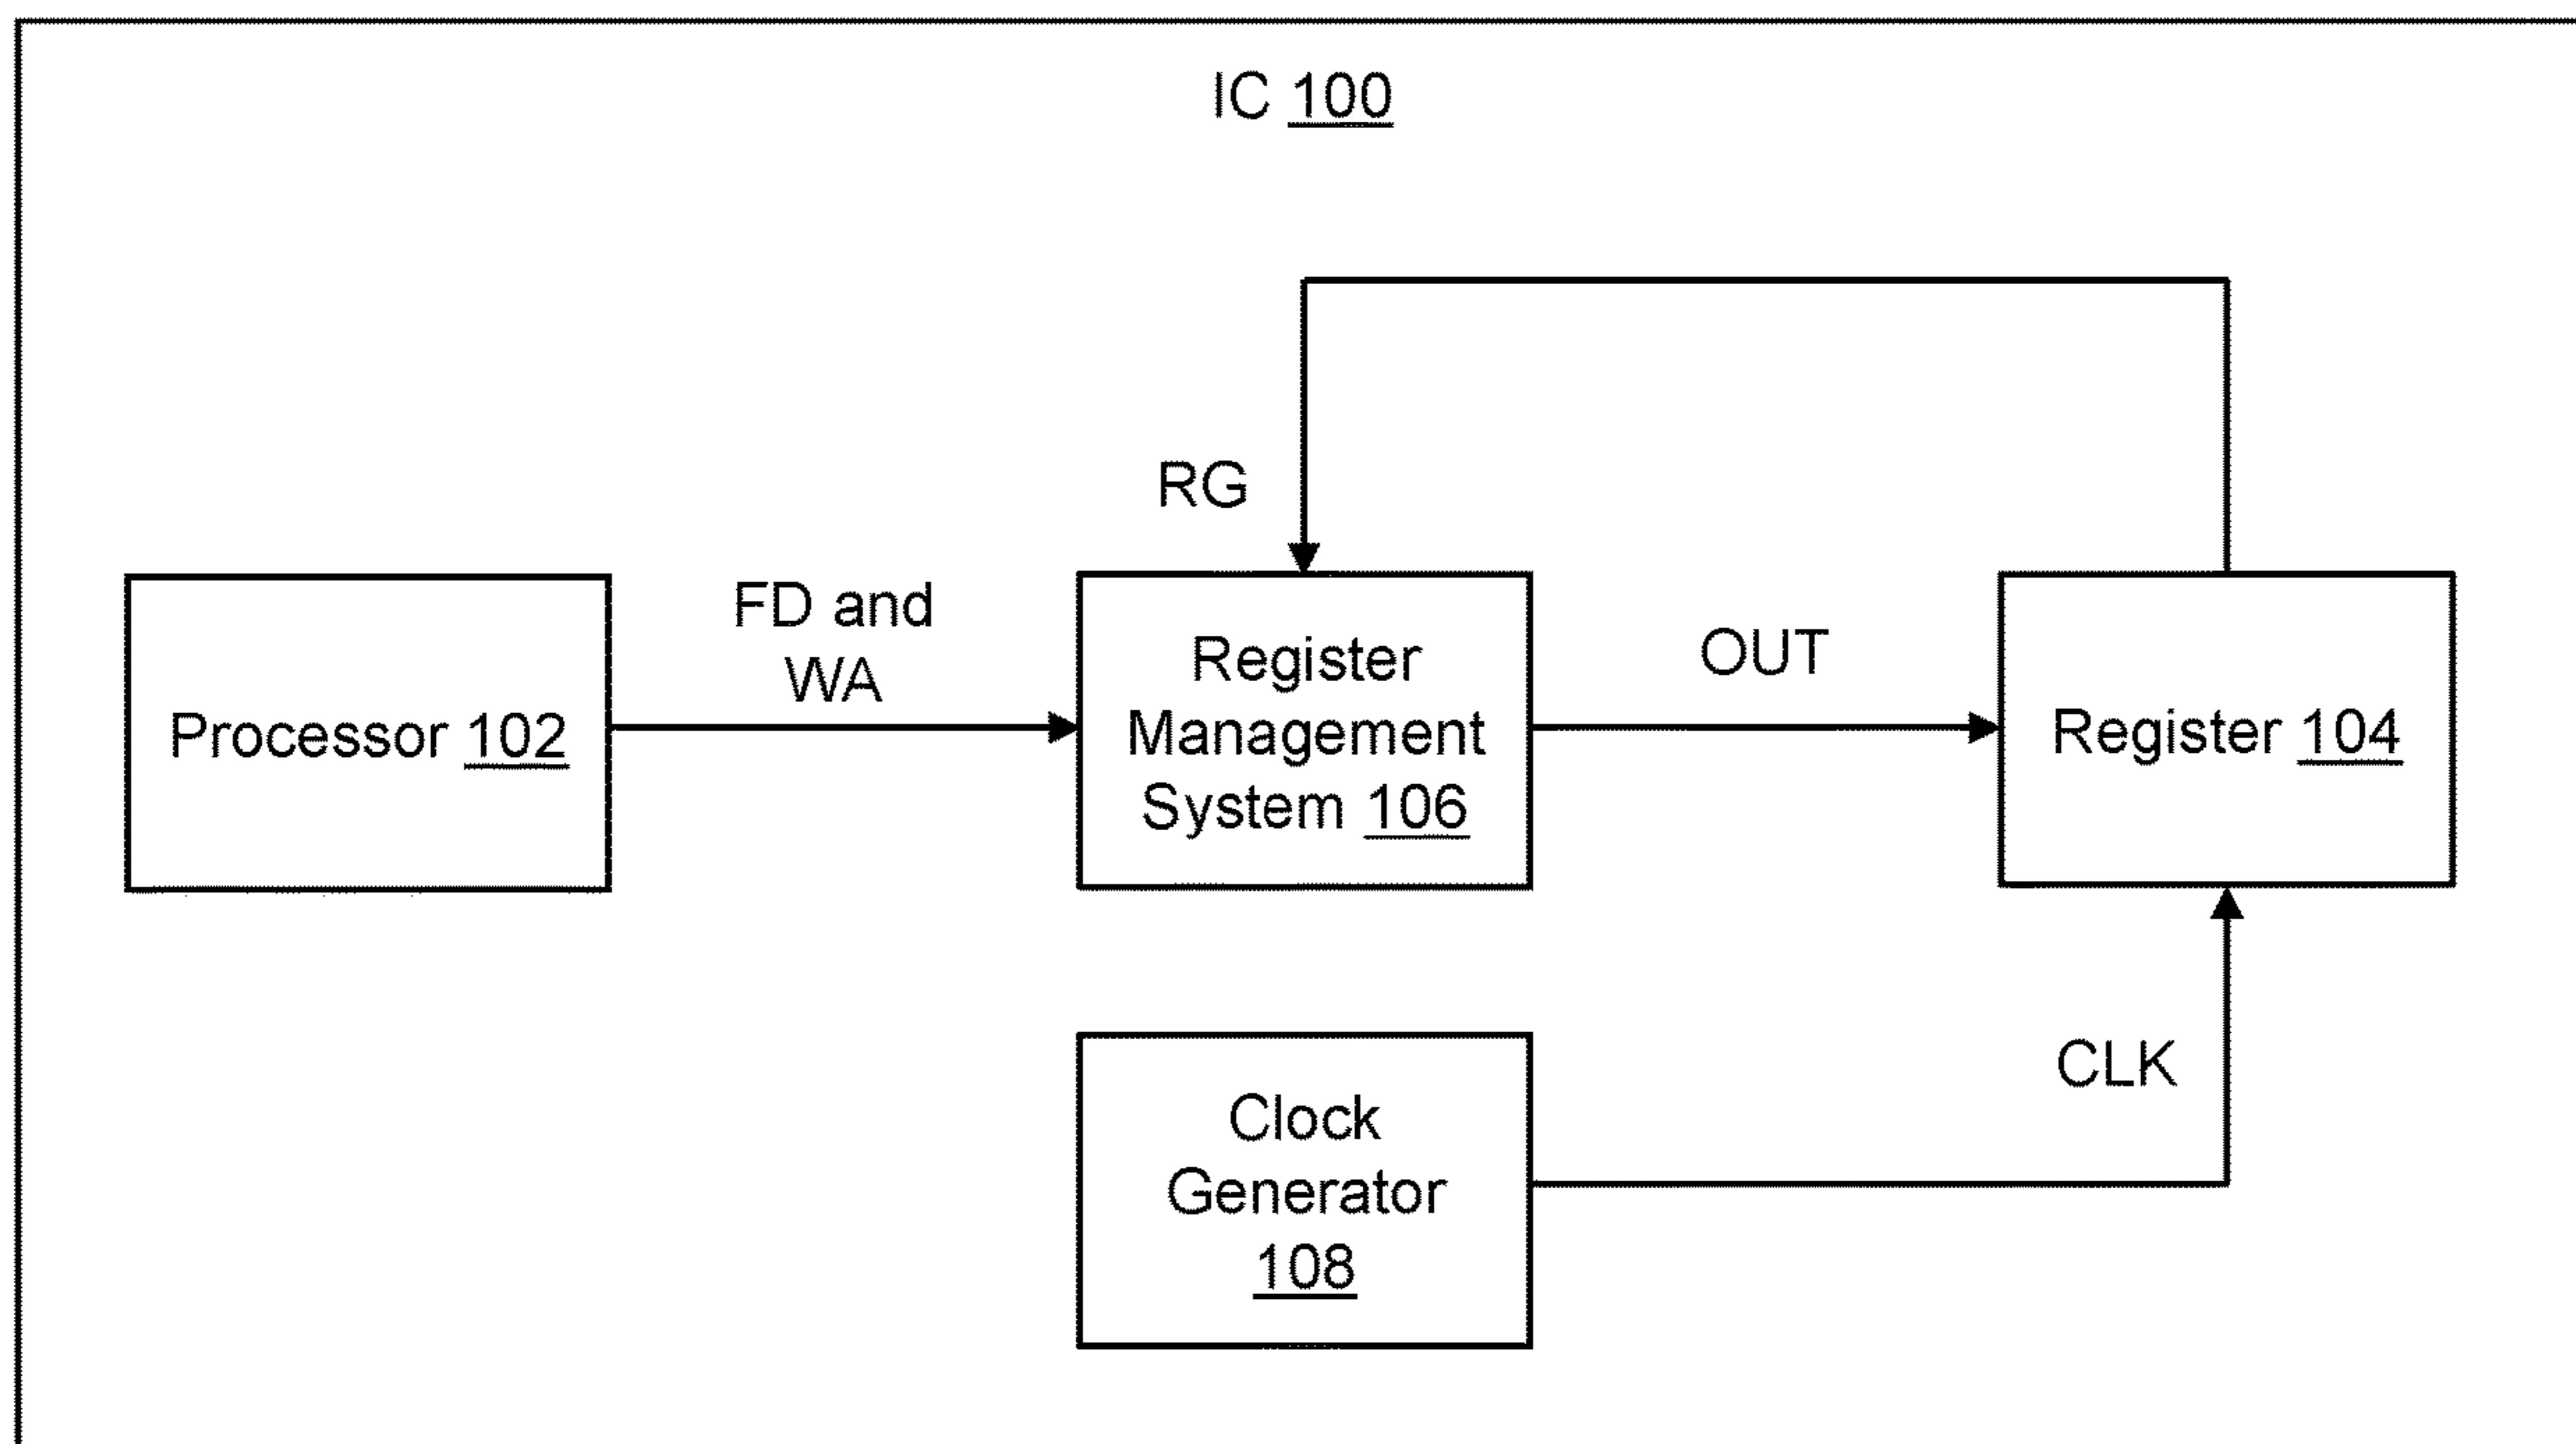 IC 100
RG
FD and
WA
Processor 102
Register
Management
System 106
OUT
Register 104
CLK
Clock
Generator
108